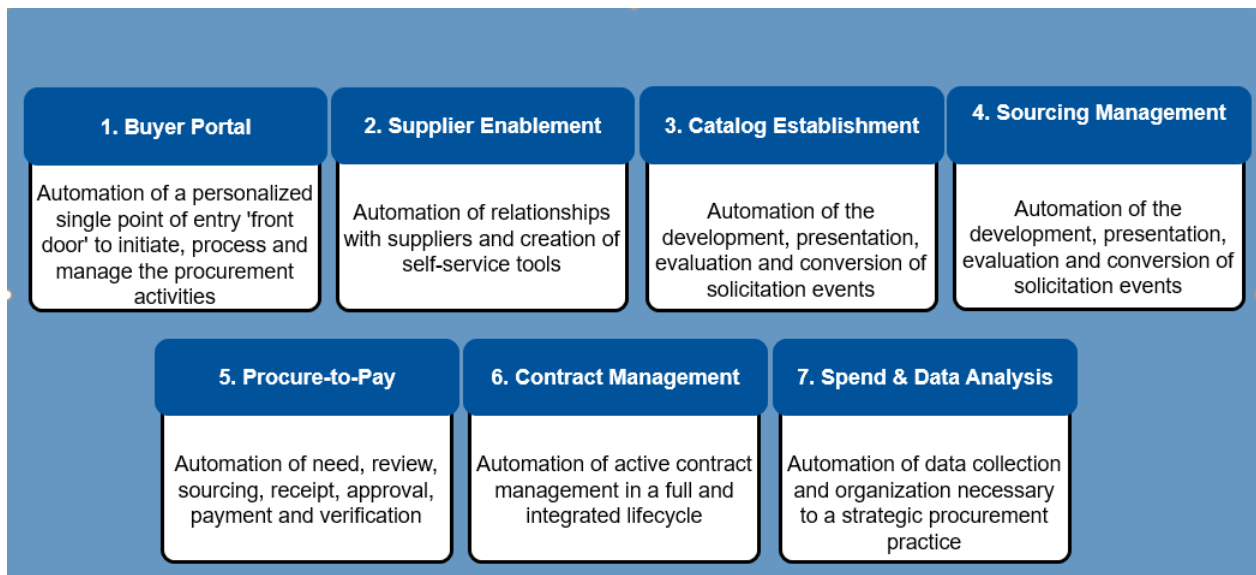 1. Buyer Portal
Automation of a personalized
single point of entry 'front
door' to initiate, process and
manage the procurement
activities
2. Supplier Enablement
Automation of relationships
with suppliers and creation of
self-service tools
3. Catalog Establishment
Automation of the
development, presentation,
evaluation and conversion of
solicitation events
4. Sourcing Management
Automation of the
development, presentation,
evaluation and conversion of
solicitation events
5. Procure-to-Pay
Automation of need, review,
sourcing, receipt, approval,
payment and verification
6. Contract Management
Automation of active contract
management in a full and
integrated lifecycle
7. Spend & Data Analysis
Automation of data collection
and organization necessary
to a strategic procurement
practice